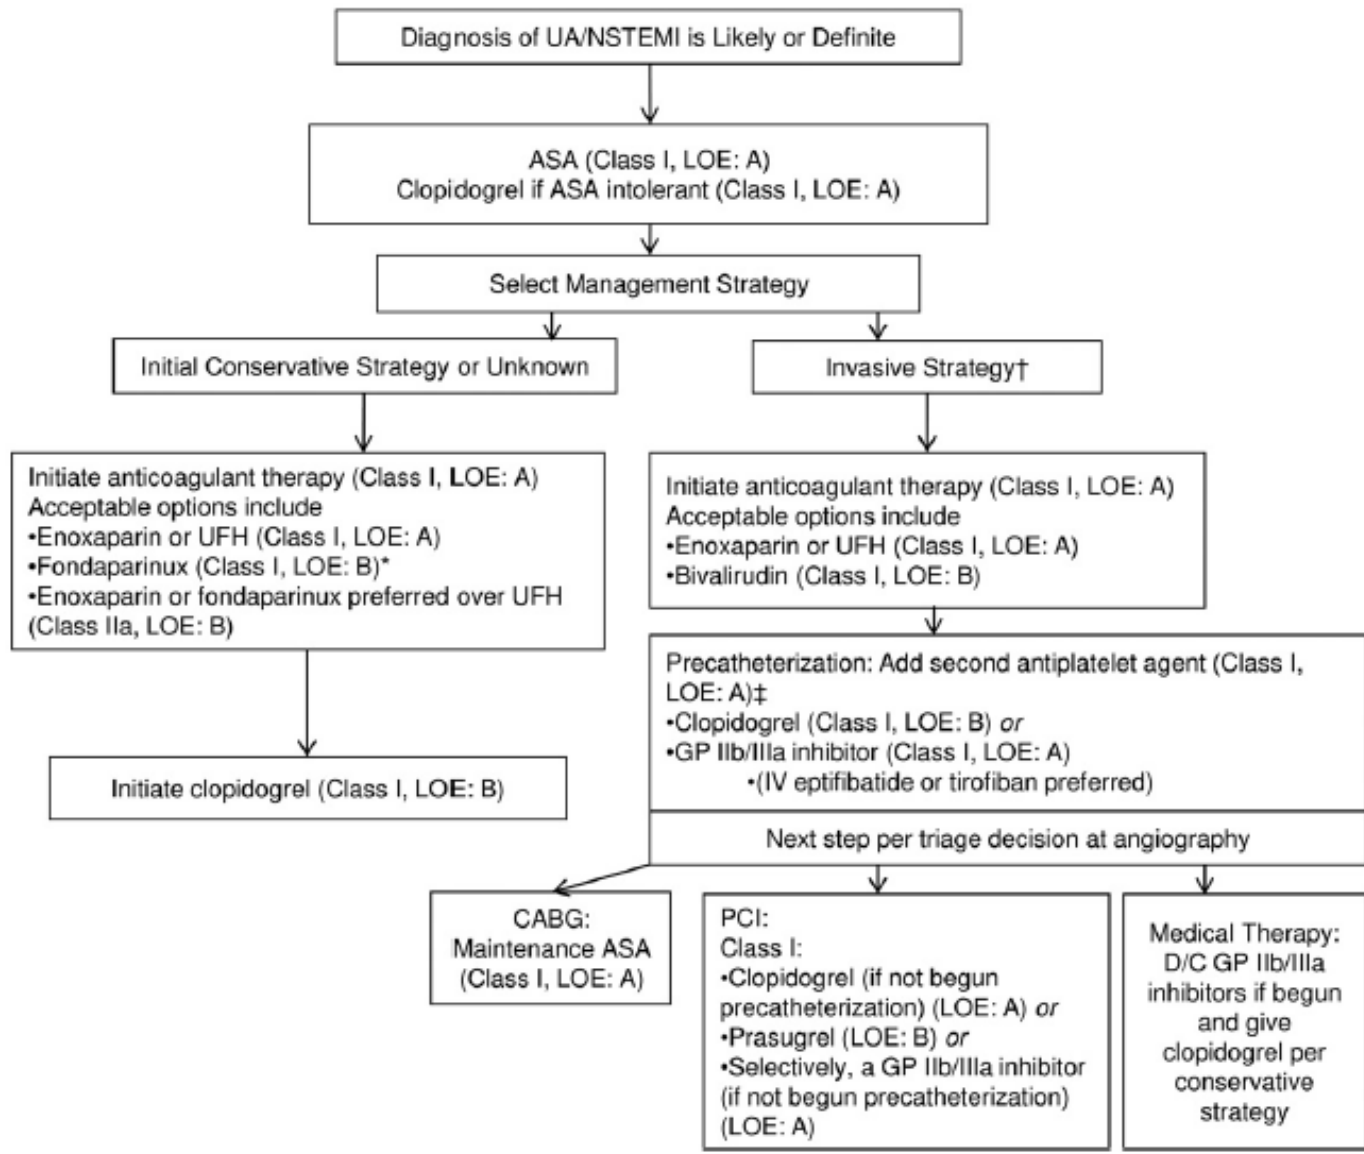 Diagnosis of UA/NSTEMI is Likely or Definite
ASA (Class I, LOE: A)
Clopidogrel if ASA intolerant (Class I, LOE: A)
Select Management Strategy
Initial Conservative Strategy or Unknown
Invasive Strategy†
Initiate anticoagulant therapy (Class I, LOE: A)
Acceptable options include
•Enoxaparin or UFH (Class I, LOE: A)
•Fondaparinux (Class I, LOE: B)*
•Enoxaparin or fondaparinux preferred over UFH
(Class IIa, LOE: B)
Initiate clopidogrel (Class I, LOE: B)
Initiate anticoagulant therapy (Class I, LOE: A)
Acceptable options include
•Enoxaparin or UFH (Class I, LOE: A)
•Bivalirudin (Class I, LOE: B)
Precatheterization: Add second antiplatelet agent (Class I,
LOE: A)‡
•Clopidogrel (Class I, LOE: B) or
•GP IIb/IIIa inhibitor (Class I, LOE: A)
•(IV eptifibatide or tirofiban preferred)
Next step per triage decision at angiography
CABG:
Maintenance ASA
(Class I, LOE: A)
PCI:
Class I:
•Clopidogrel (if not begun
precatheterization) (LOE: A) or
•Prasugrel (LOE: B) or
•Selectively, a GP IIb/IIIa inhibitor
(if not begun precatheterization)
(LOE: A)
Medical Therapy:
D/C GP IIb/IIIa
inhibitors if begun
and give
clopidogrel per
conservative
strategy